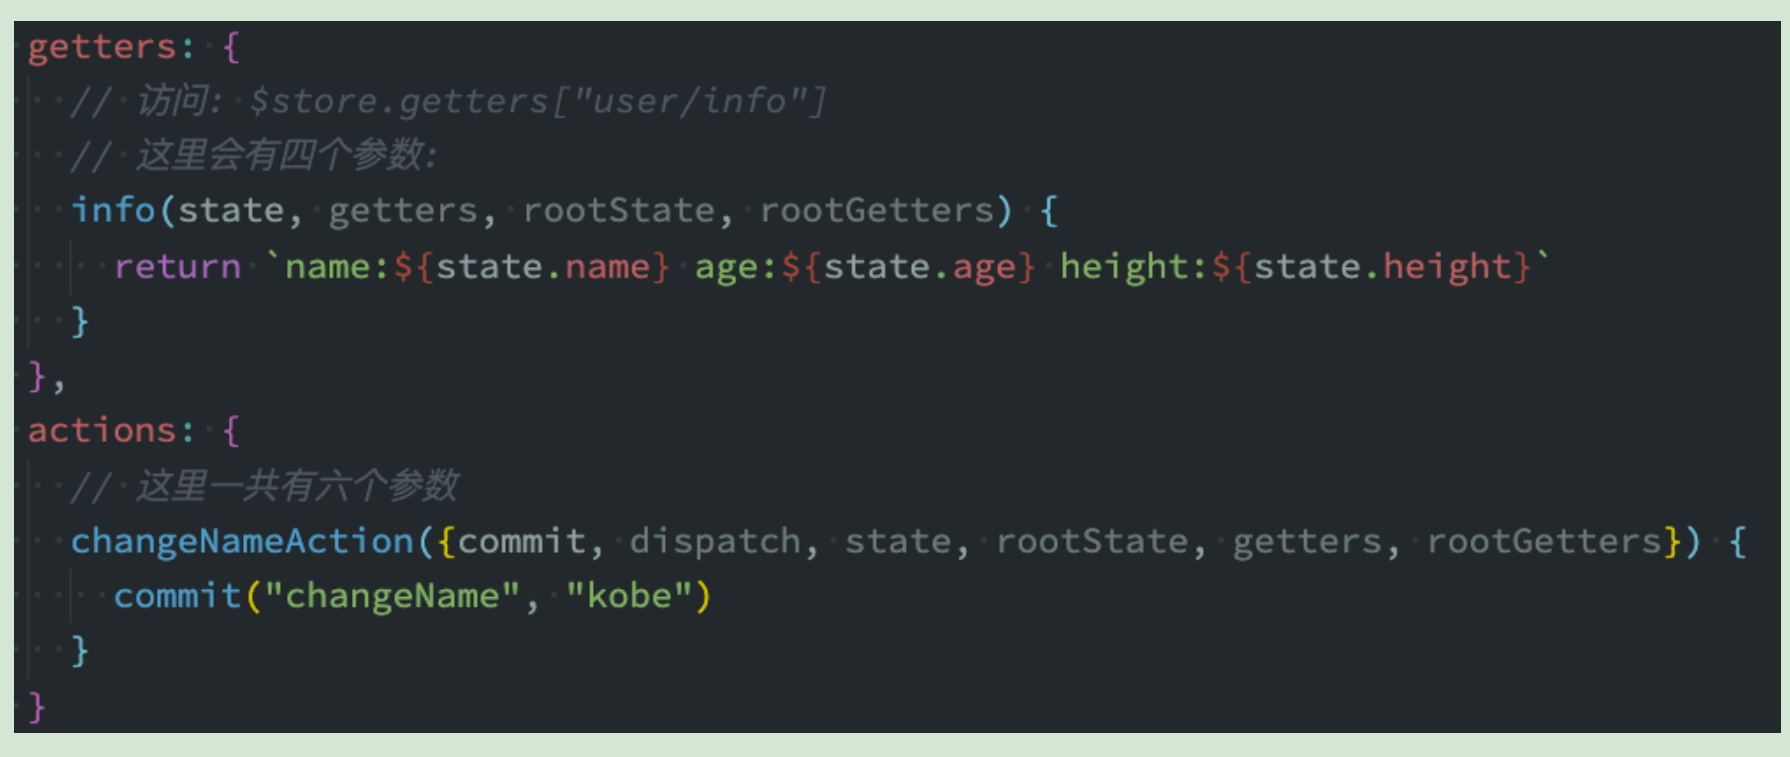 getters: {
// 访问: $store.getters["user/info"]
// 这里会有四个参数:
info(state, getters, rootState, rootGetters) {
return `name:${state.name} age:${state.age} height:${state.height}`
}
},
actions: {
// 这里一共有六个参数
changeNameAction({commit, dispatch, state, rootState, getters, rootGetters}) {
commit("changeName", "kobe")
}
}